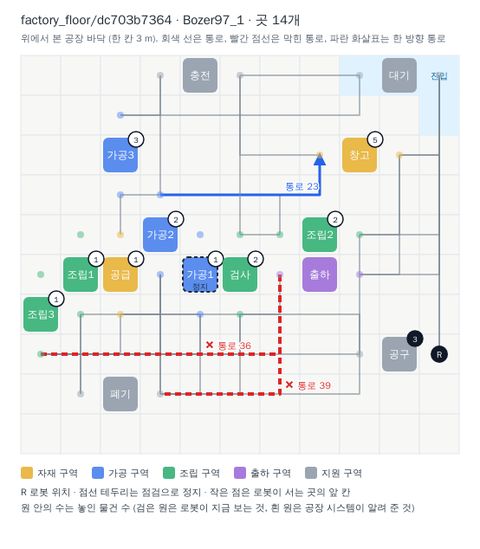 factory_floor/dc703b7364 · Bozer97_1 · 곳 14개
위에서 본 공장 바닥 (한 칸 3 m). 회색 선은 통로, 빨간 점선은 막힌 통로, 파란 화살표는 한 방향 통로
충전
대기
진입
3
가공3
5
창고
통로 23
2
가공2
2
조립2
1
조립1
1
공급
1
가공1
정지
2
검사
출하
1
조립3
✖ 통로 36
3
공구
R
✖ 통로 39
폐기
자재 구역
가공 구역
조립 구역
출하 구역
지원 구역
R 로봇 위치 · 점선 테두리는 점검으로 정지 · 작은 점은 로봇이 서는 곳의 앞 칸
원 안의 수는 놓인 물건 수 (검은 원은 로봇이 지금 보는 것, 흰 원은 공장 시스템이 알려 준 것)